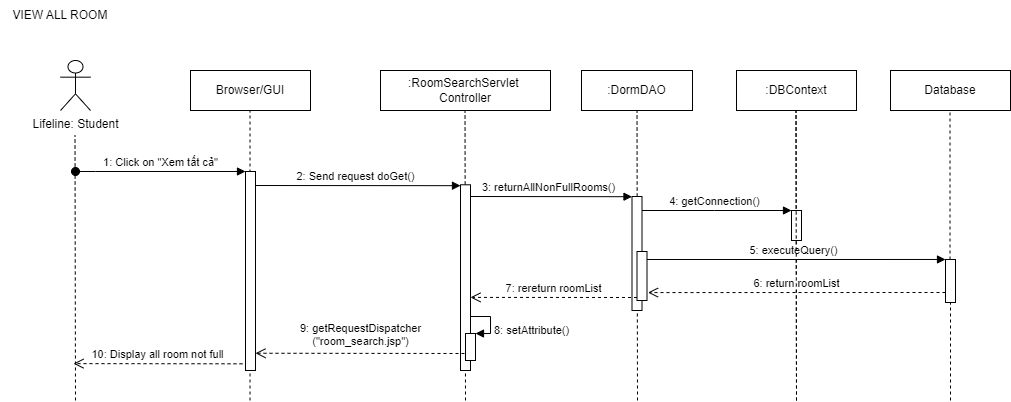 VIEW ALL ROOM
Lifeline: Student
Browser/GUI
:RoomSearchServlet
Controller
:DormDAO
:DBContext
Database
1: Click on "Xem tất cả"
2: Send request doGet()
3: returnAllNonFullRooms()
4: getConnection()
5: executeQuery()
6: return roomList
7: rereturn roomList
8: setAttribute()
9: getRequestDispatcher
("room_search.jsp")
10: Display all room not full